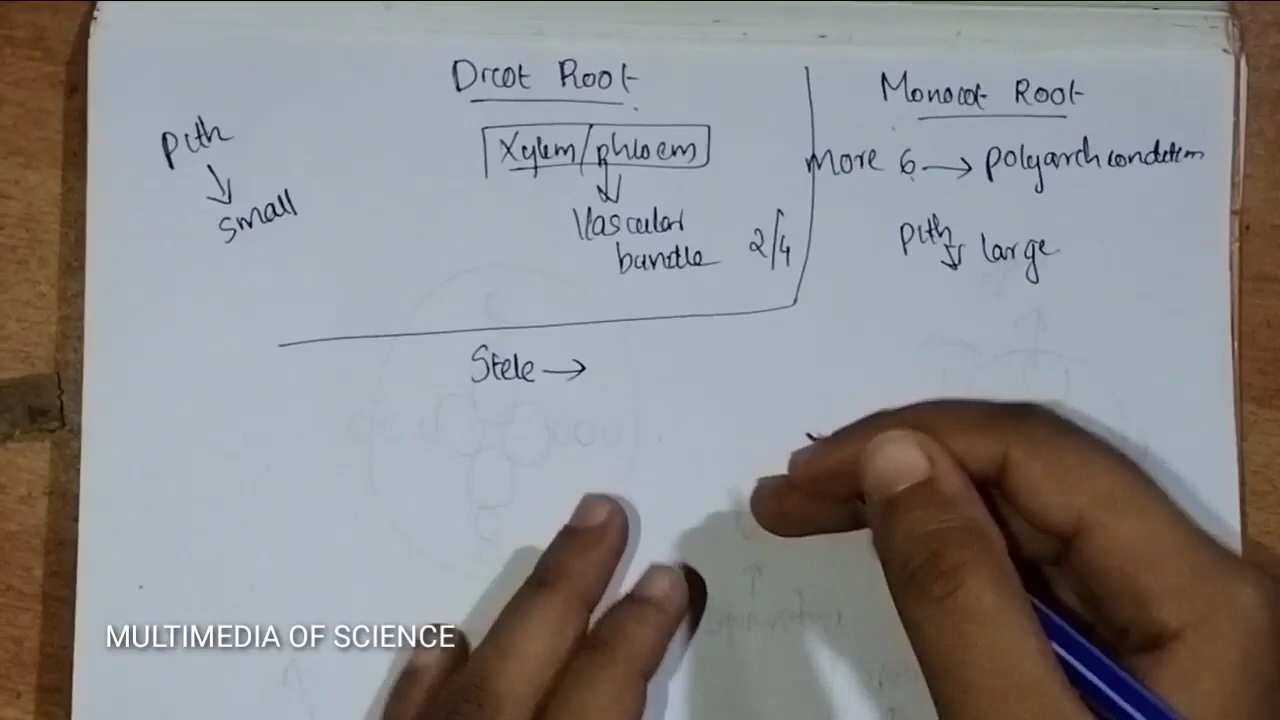 Dicot Root
Pith
small
Xylem/phloem
Vascular
bundle 2/4
Monocot Root
more 6 → polyarch condition
Pith large
Stele →
MULTIMEDIA OF SCIENCE